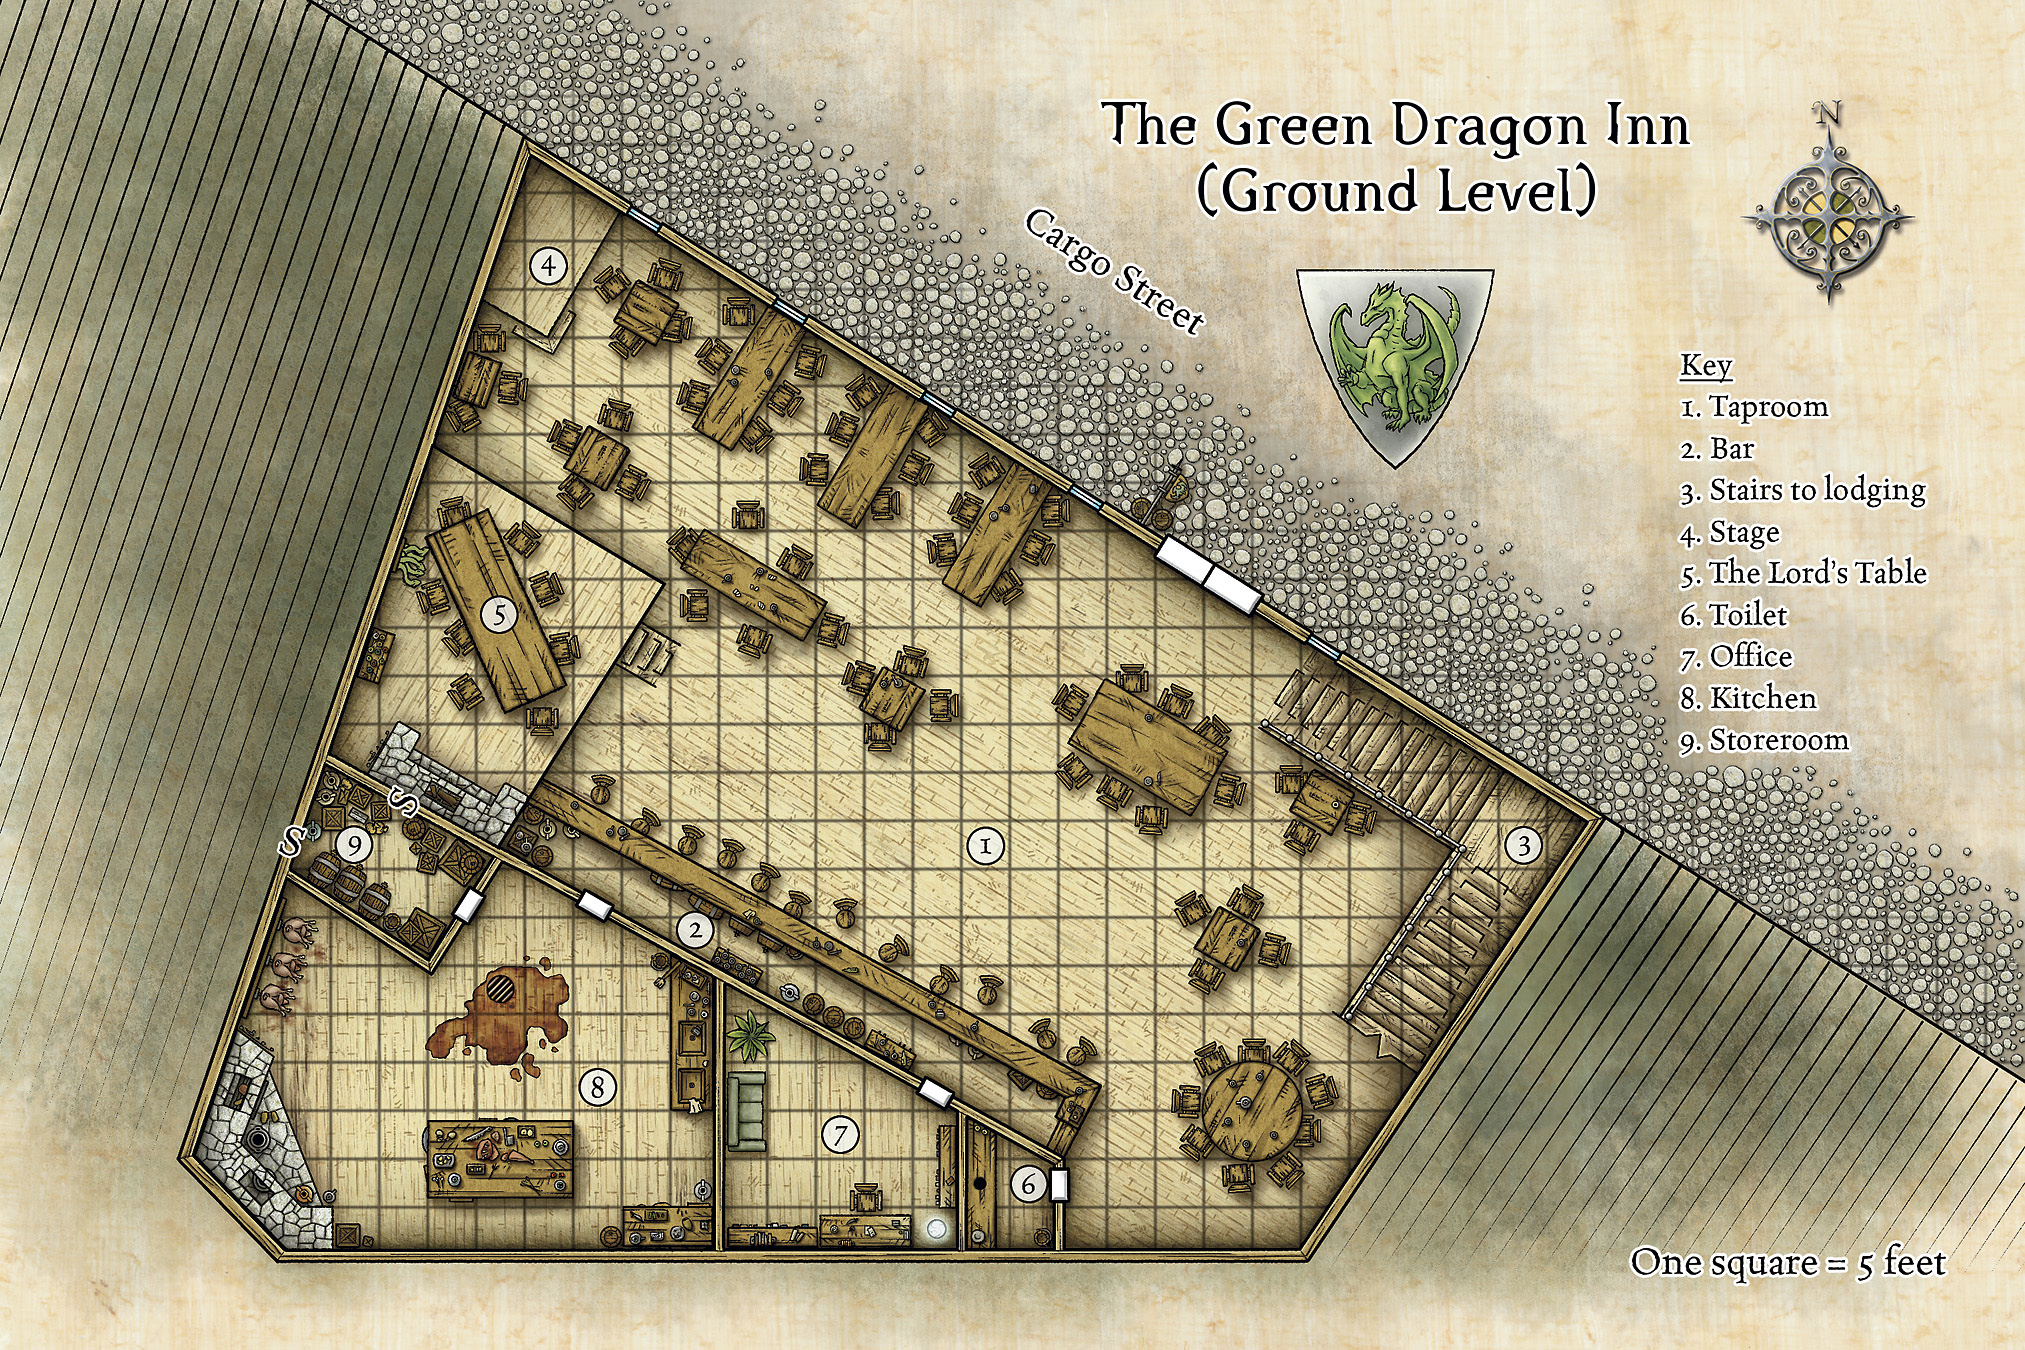 The Green Dragon Inn
(Ground Level)
N
Cargo Street
Key
1. Taproom
2. Bar
3. Stairs to lodging
4. Stage
5. The Lord's Table
6. Toilet
7. Office
8. Kitchen
9. Storeroom
4
5
S
S
9
1
3
2
8
7
6
One square = 5 feet